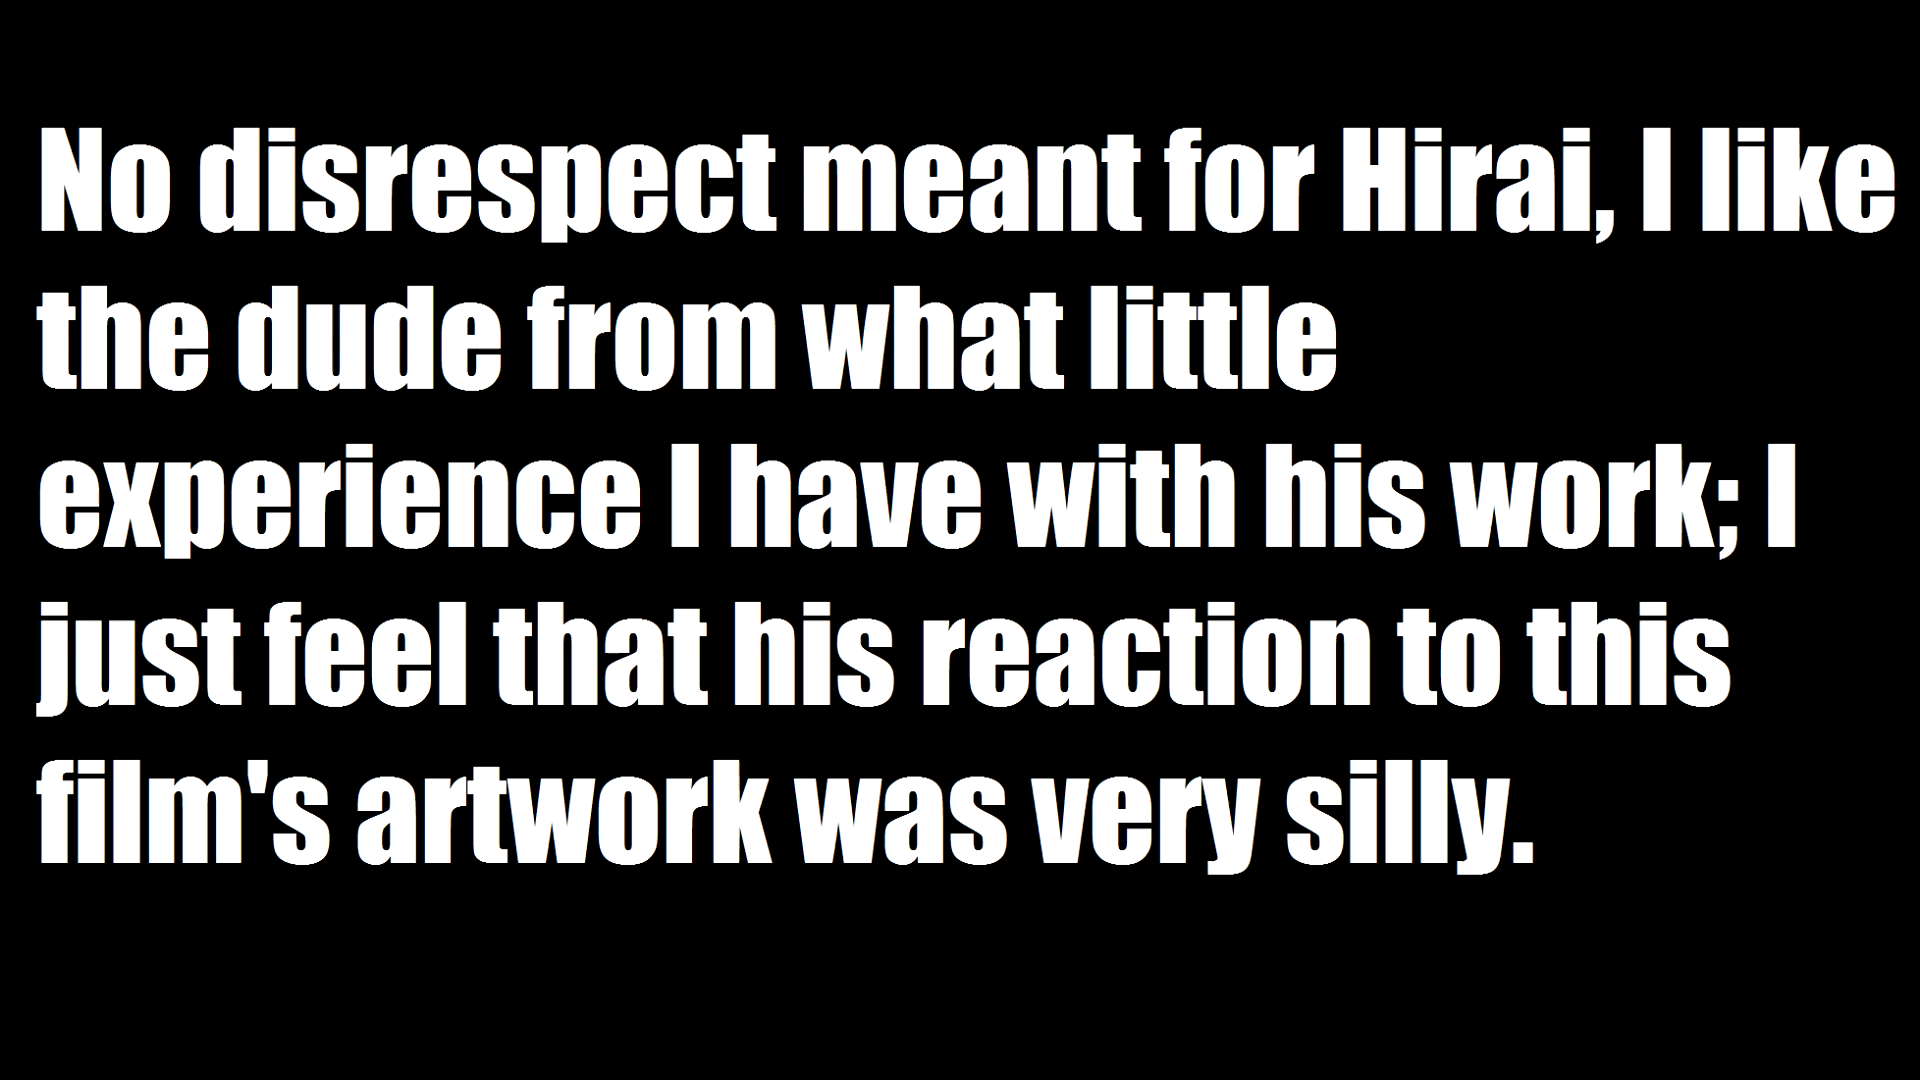 No disrespect meant for Hirai, I like
the dude from what little
experience I have with his work; I
just feel that his reaction to this
film's artwork was very silly.